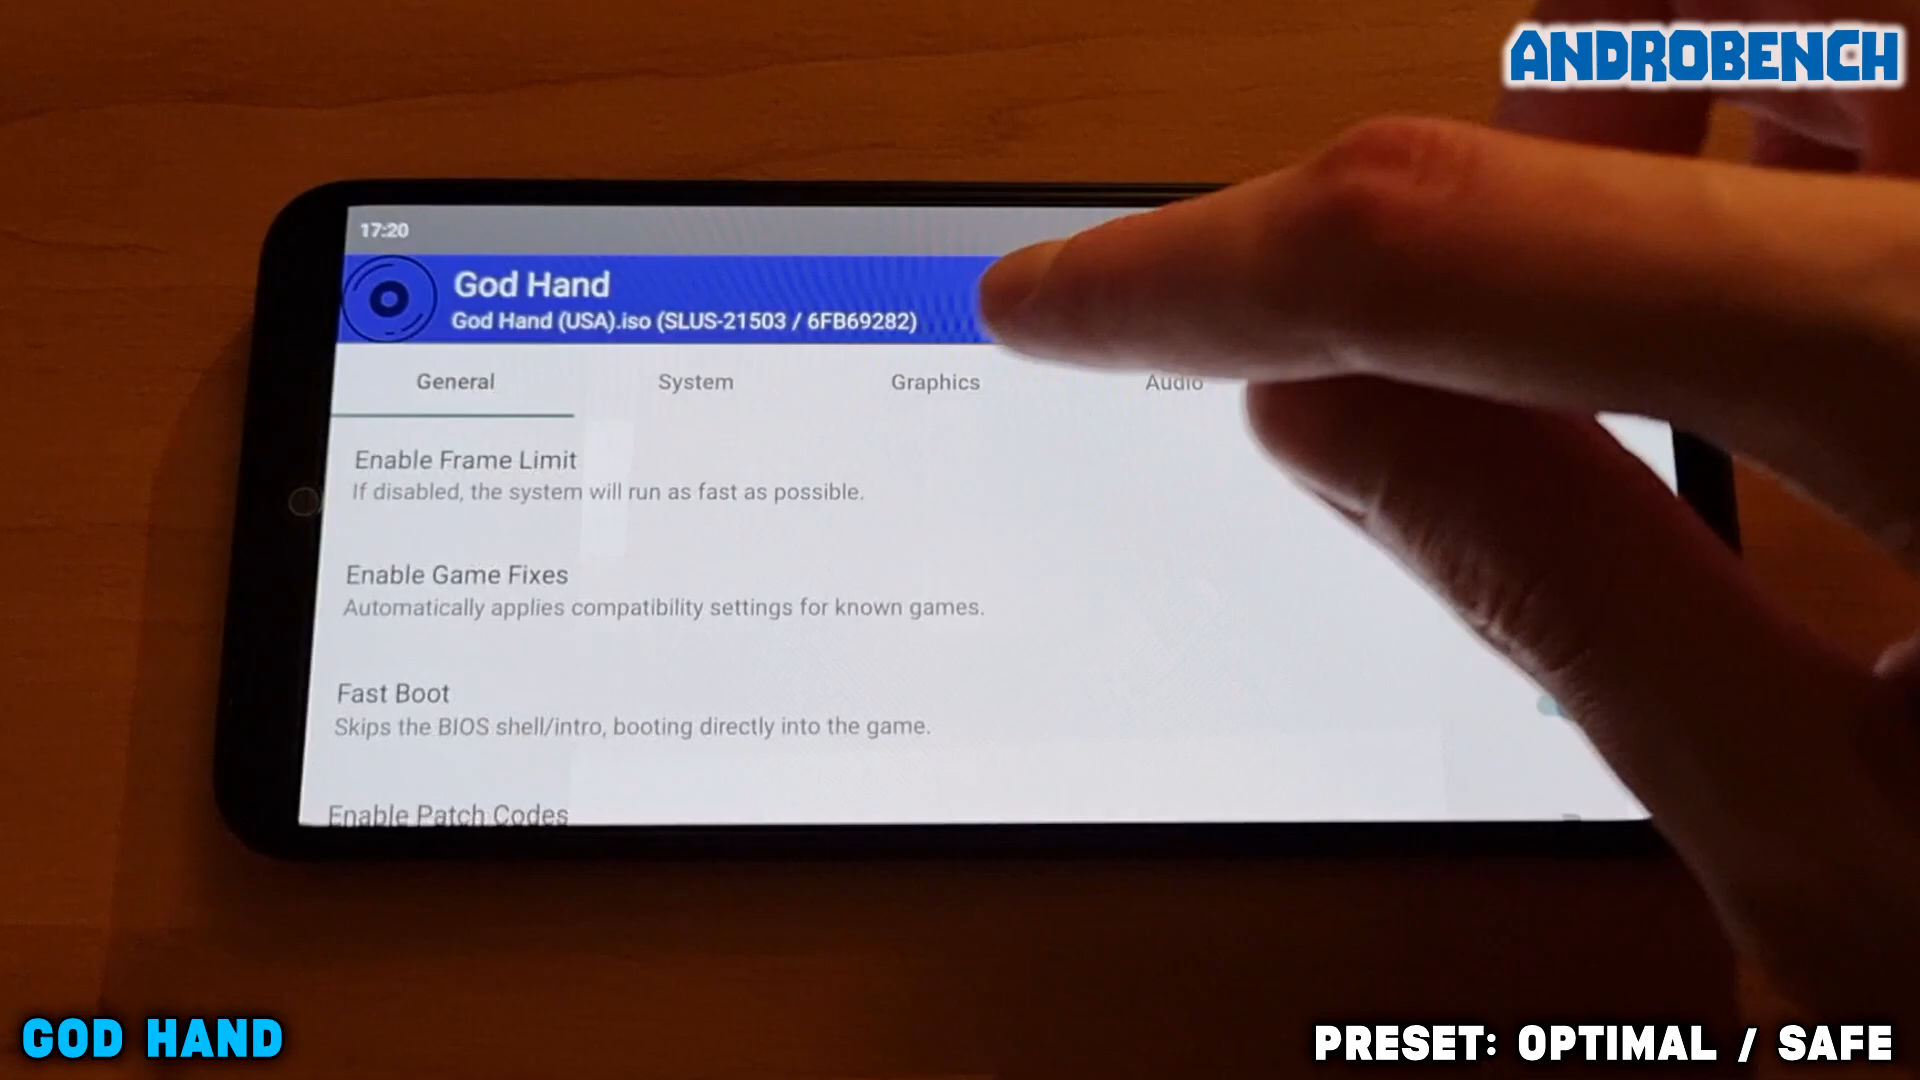 ANDROBENCH
17:20
God Hand
God Hand (USA).iso (SLUS-21503 / 6FB69282)
General System Graphics Audio
Enable Frame Limit
If disabled, the system will run as fast as possible.
Enable Game Fixes
Automatically applies compatibility settings for known games.
Fast Boot
Skips the BIOS shell/intro, booting directly into the game.
Enable Patch Codes
GOD HAND
PRESET: OPTIMAL / SAFE